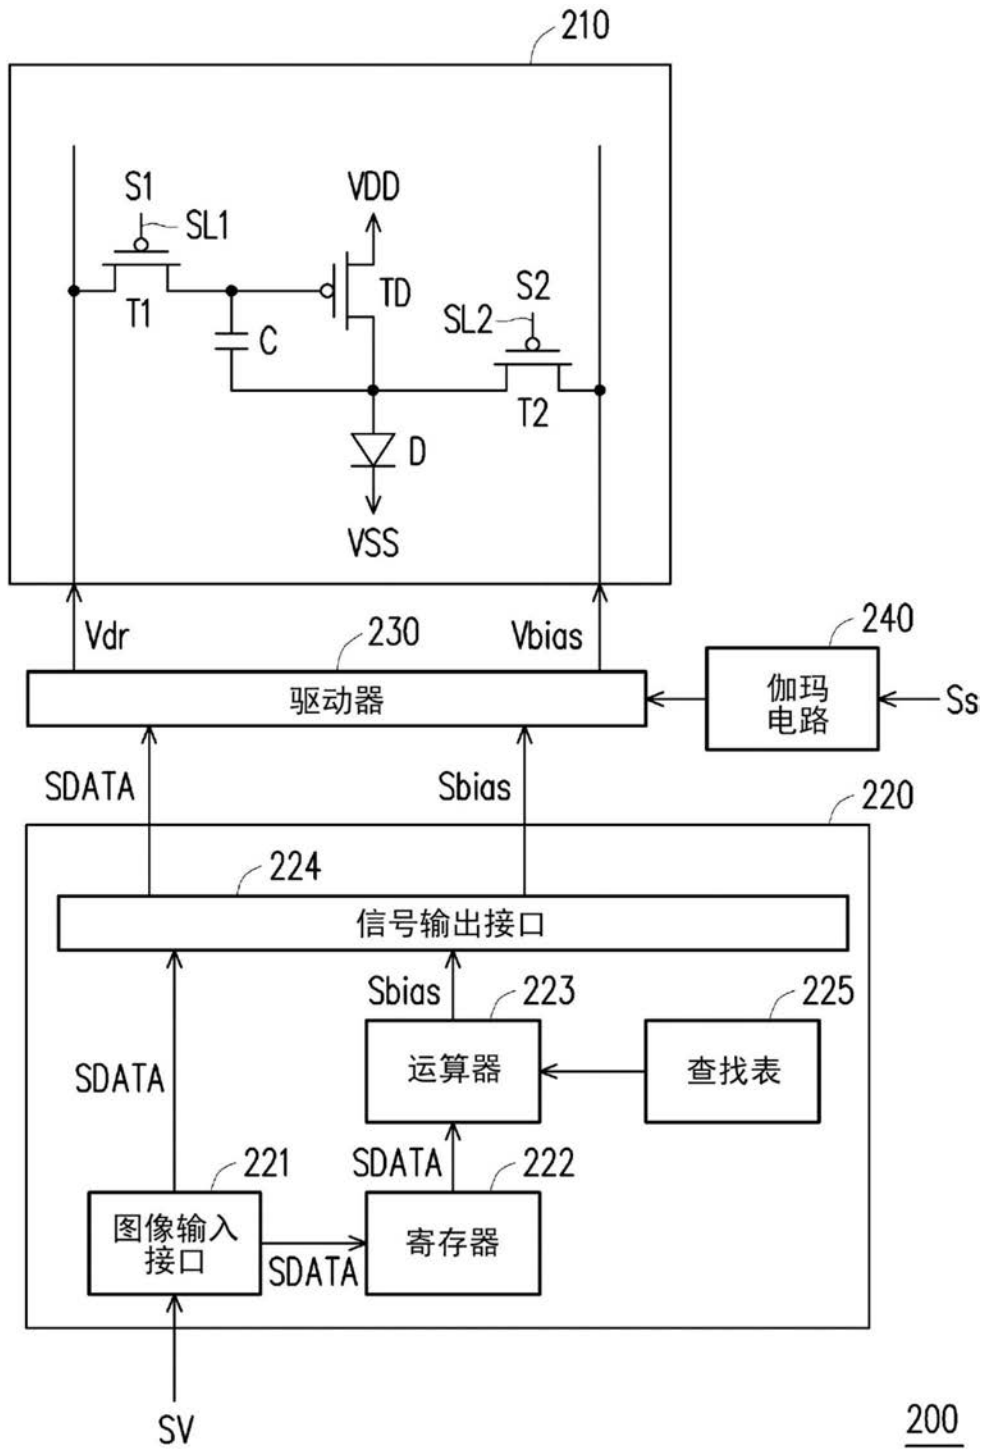 210
S1
SL1
VDD
T1
TD
S2
SL2
C
T2
D
VSS
Vdr
230
Vbias
240
驱动器
伽玛
电路
Ss
SDATA
Sbias
220
224
信号输出接口
Sbias
223
225
SDATA
运算器
查找表
221
SDATA
222
图像输入
接口
寄存器
SDATA
SV
200